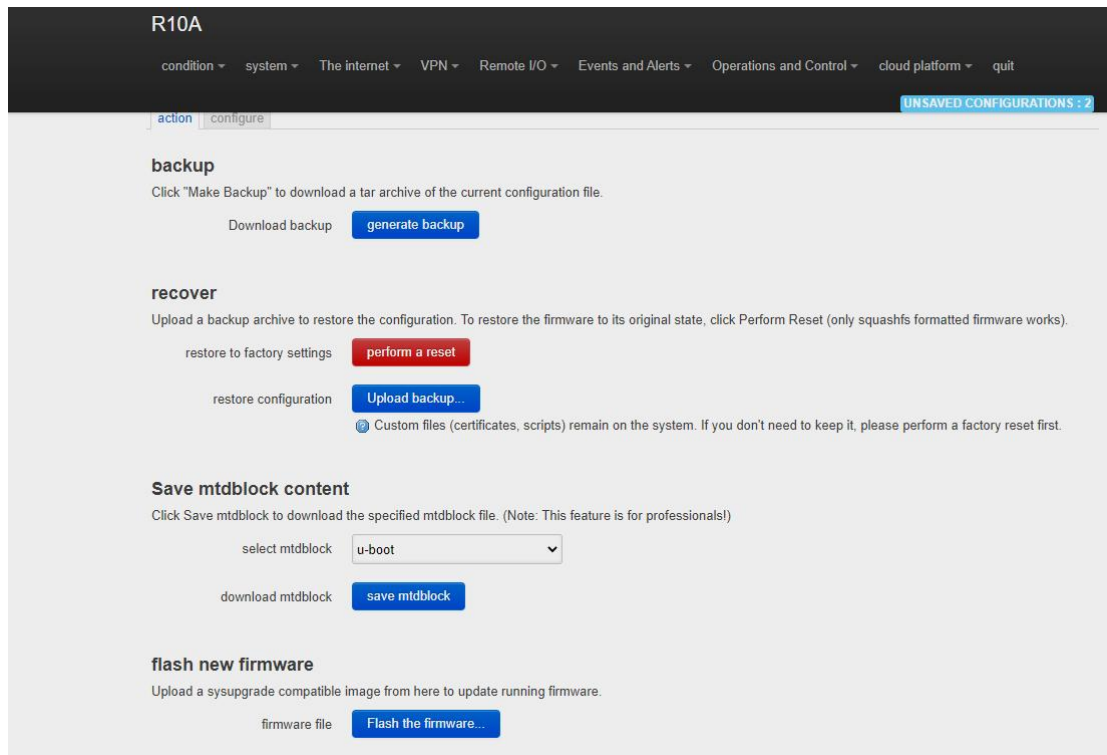 R10A
condition system The internet VPN Remote I/O Events and Alerts Operations and Control cloud platform quit
UNSAVED CONFIGURATIONS : 2
action configure
backup
Click "Make Backup" to download a tar archive of the current configuration file.
Download backup generate backup
recover
Upload a backup archive to restore the configuration. To restore the firmware to its original state, click Perform Reset (only squashfs formatted firmware works).
restore to factory settings perform a reset
restore configuration Upload backup...
Custom files (certificates, scripts) remain on the system. If you don't need to keep it, please perform a factory reset first.
Save mtdblock content
Click Save mtdblock to download the specified mtdblock file. (Note: This feature is for professionals!)
select mtdblock u-boot
download mtdblock save mtdblock
flash new firmware
Upload a sysupgrade compatible image from here to update running firmware.
firmware file Flash the firmware...